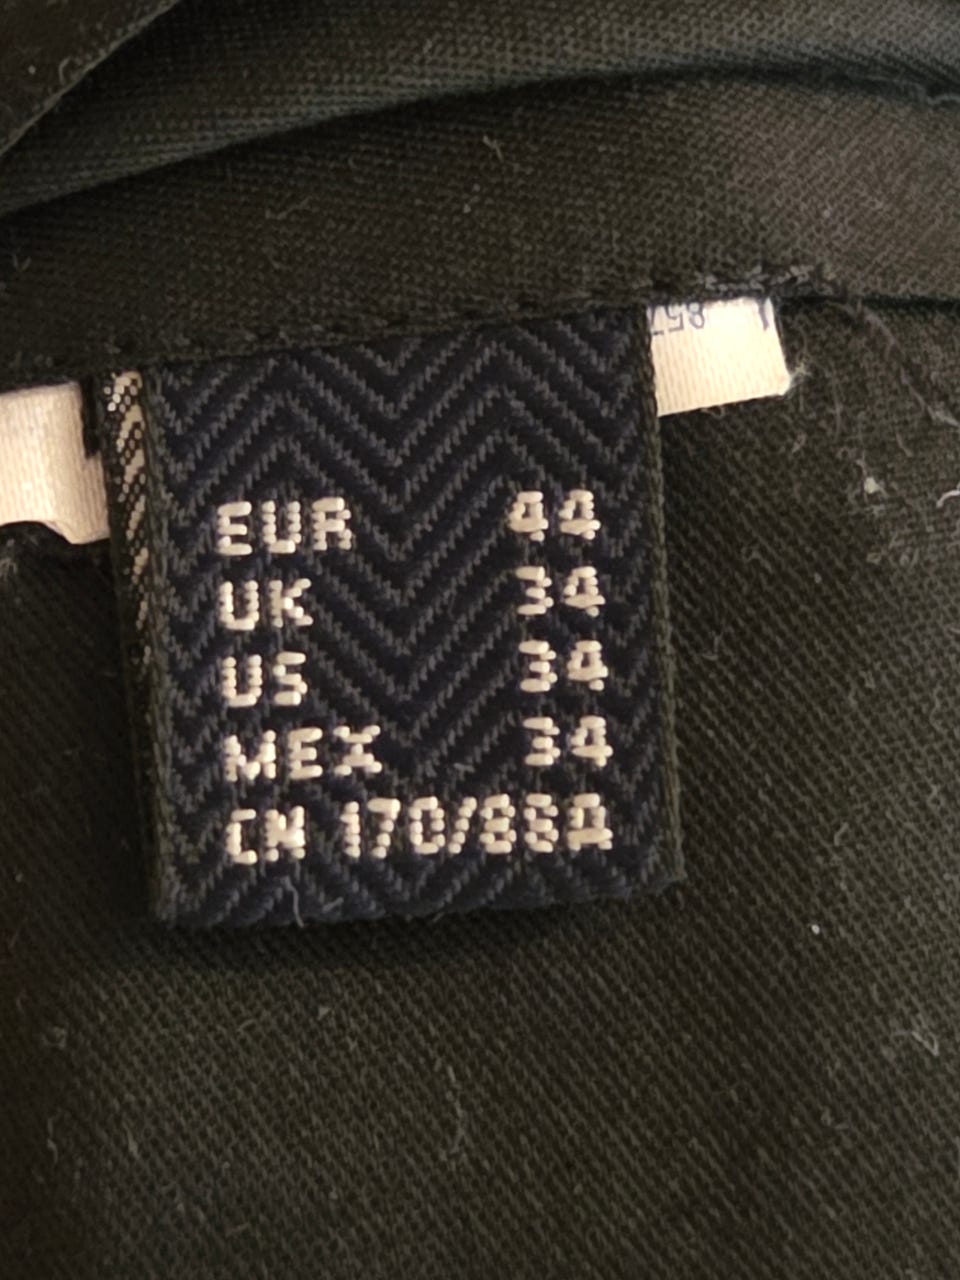 EUR 44
UK 34
US 34
MEX 34
CN 170/88A